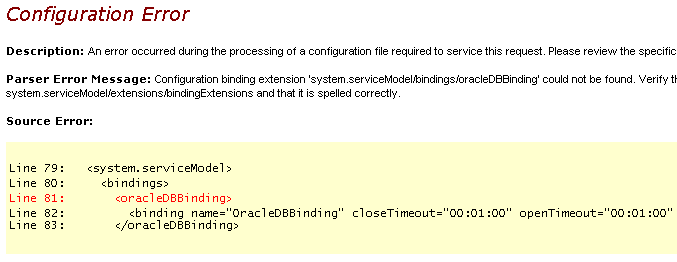 Configuration Error
Description: An error occurred during the processing of a configuration file required to service this request. Please review the specific
Parser Error Message: Configuration binding extension 'system.serviceModel/bindings/oracleDBBinding' could not be found. Verify th
system.serviceModel/extensions/bindingExtensions and that it is spelled correctly.
Source Error:
Line 79: <system.serviceModel>
Line 80: <bindings>
Line 81: <oracleDBBinding>
Line 82: <binding name="OracleDBBinding" closeTimeout="00:01:00" openTimeout="00:01:00"
Line 83: </oracleDBBinding>